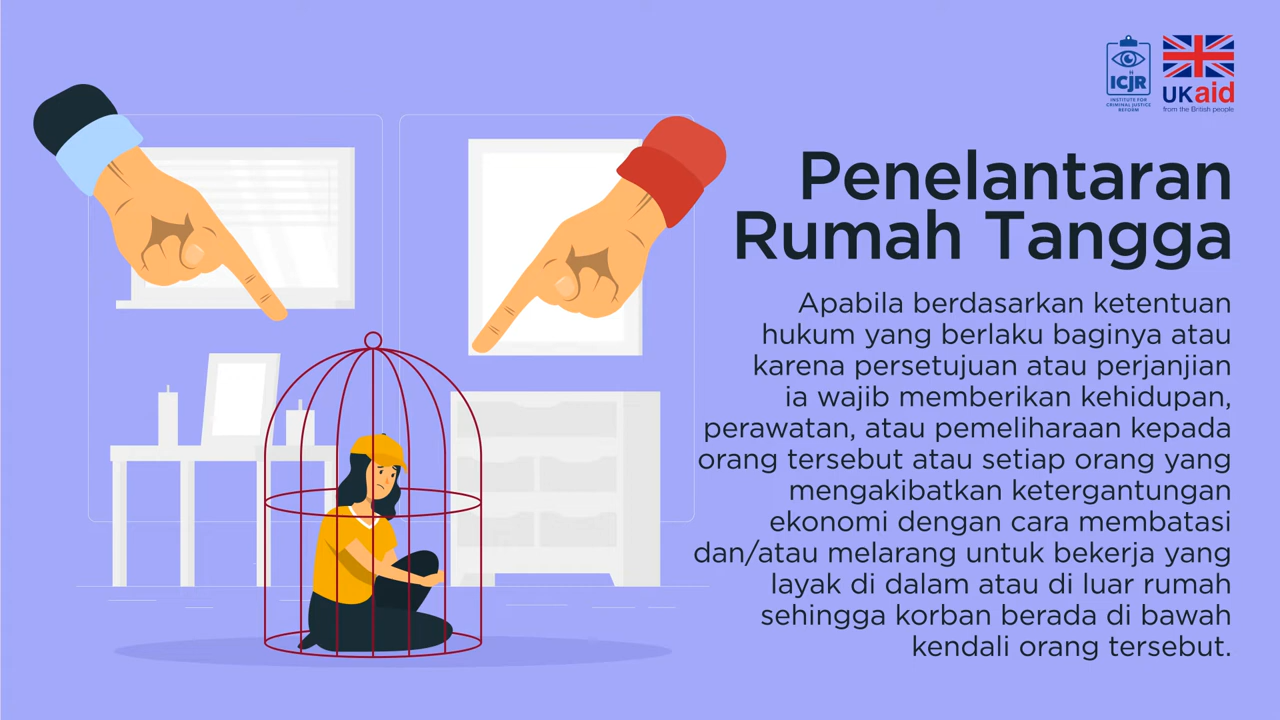 ICJR
INSTITUTE FOR
CRIMINAL JUSTICE
REFORM
UKaid
from the British people
Penelantaran
Rumah Tangga
Apabila berdasarkan ketentuan
hukum yang berlaku baginya atau
karena persetujuan atau perjanjian
ia wajib memberikan kehidupan,
perawatan, atau pemeliharaan kepada
orang tersebut atau setiap orang yang
mengakibatkan ketergantungan
ekonomi dengan cara membatasi
dan/atau melarang untuk bekerja yang
layak di dalam atau di luar rumah
sehingga korban berada di bawah
kendali orang tersebut.